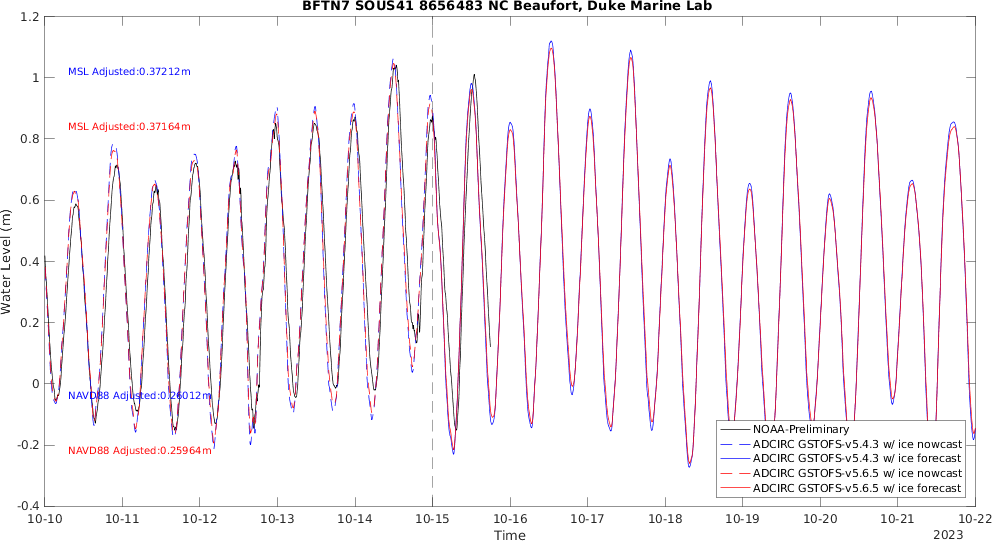 BFTN7 SOUS41 8656483 NC Beaufort, Duke Marine Lab
1.2
1
0.8
0.6
0.4
0.2
0
-0.2
-0.4
Water Level (m)
MSL Adjusted:0.37212m
MSL Adjusted:0.37164m
NAVD88 Adjusted:0.26012m
NAVD88 Adjusted:0.25964m
NOAA-Preliminary
ADCIRC GSTOFS-v5.4.3 w/ ice nowcast
ADCIRC GSTOFS-v5.4.3 w/ ice forecast
ADCIRC GSTOFS-v5.6.5 w/ ice nowcast
ADCIRC GSTOFS-v5.6.5 w/ ice forecast
10-10 10-11 10-12 10-13 10-14 10-15 10-16 10-17 10-18 10-19 10-20 10-21 10-22
Time
2023